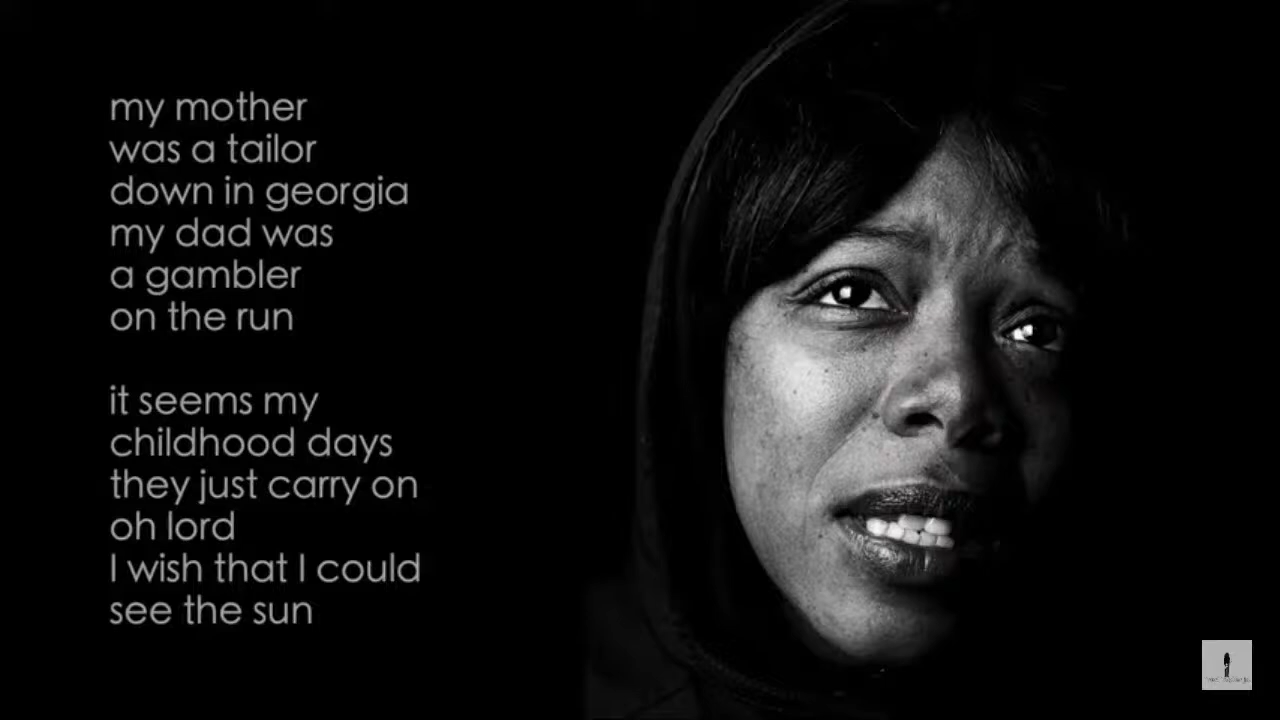 my mother
was a tailor
down in georgia
my dad was
a gambler
on the run
it seems my
childhood days
they just carry on
oh lord
I wish that I could
see the sun